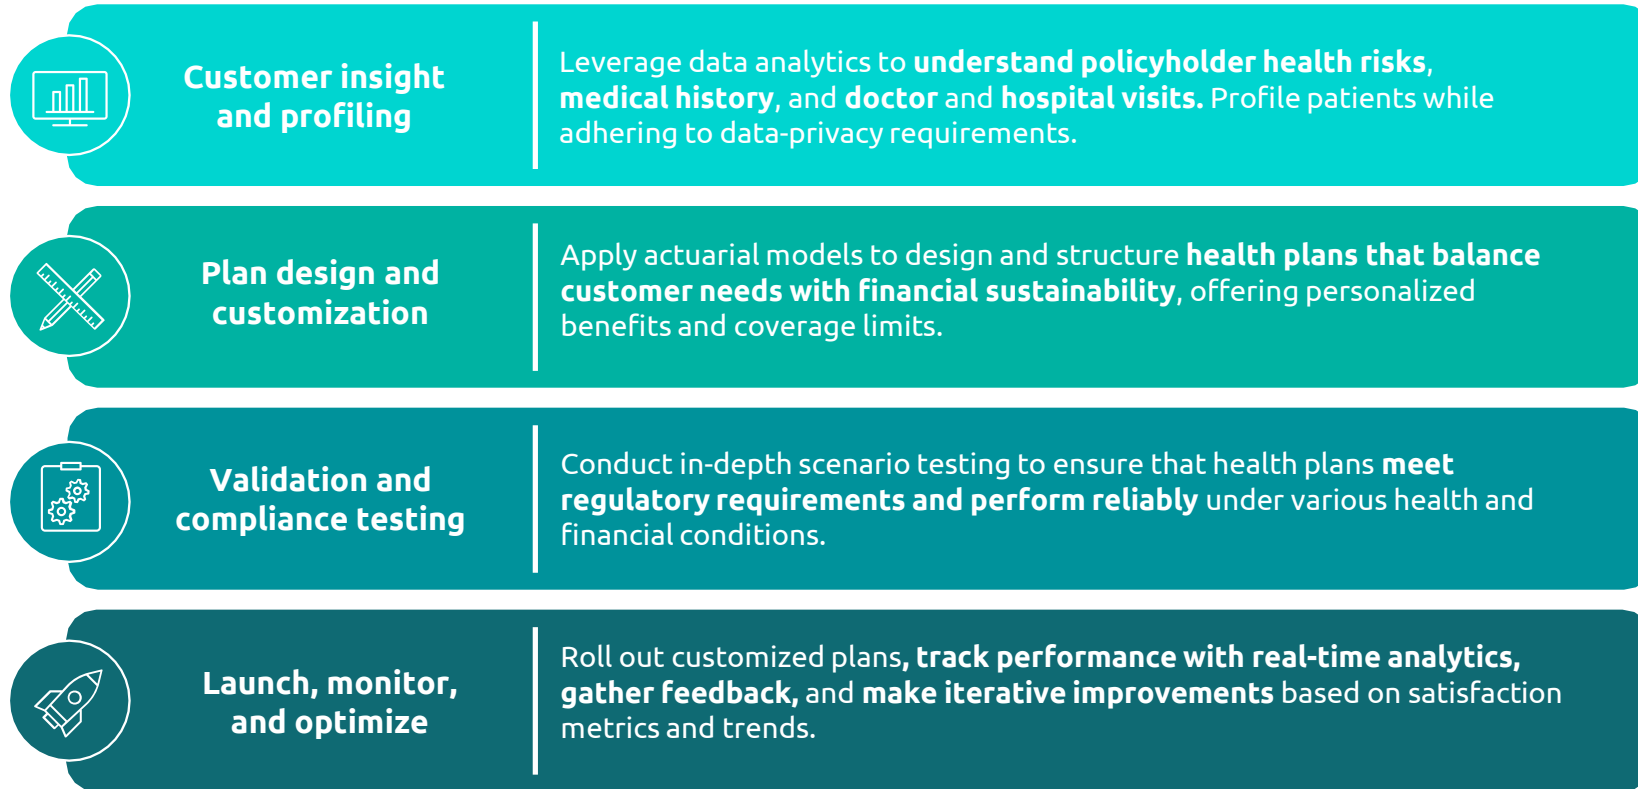 Customer insight
and profiling
Leverage data analytics to understand policyholder health risks,
medical history, and doctor and hospital visits. Profile patients while
adhering to data-privacy requirements.
Plan design and
customization
Apply actuarial models to design and structure health plans that balance
customer needs with financial sustainability, offering personalized
benefits and coverage limits.
Validation and
compliance testing
Conduct in-depth scenario testing to ensure that health plans meet
regulatory requirements and perform reliably under various health and
financial conditions.
Launch, monitor,
and optimize
Roll out customized plans, track performance with real-time analytics,
gather feedback, and make iterative improvements based on satisfaction
metrics and trends.